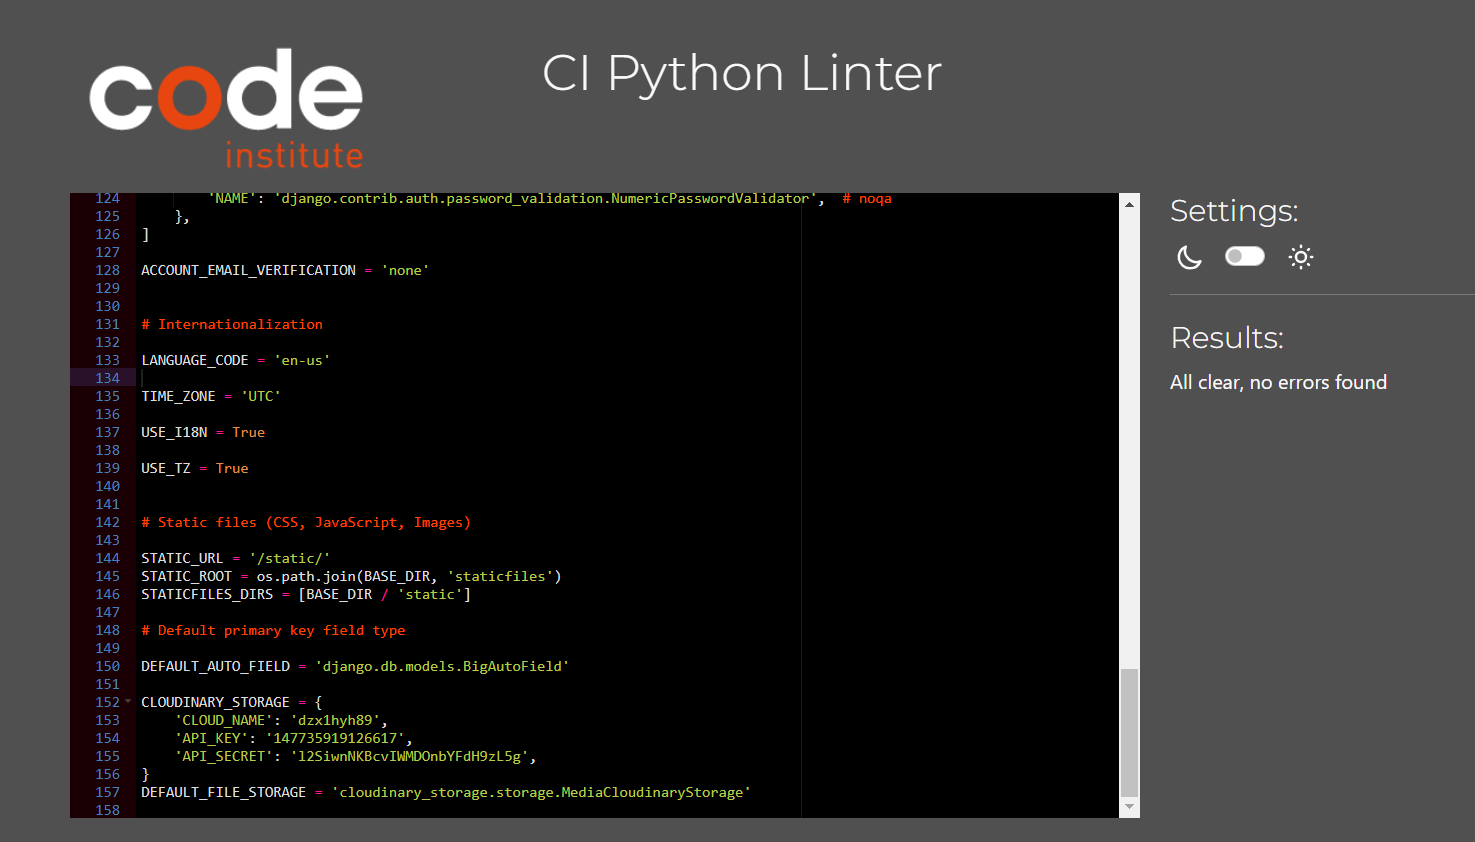 code
institute
CI Python Linter
124 'NAME': 'django.contrib.auth.password_validation.NumericPasswordValidator',  # noqa
125 },
126 ]
127
128 ACCOUNT_EMAIL_VERIFICATION = 'none'
129
130
131 # Internationalization
132
133 LANGUAGE_CODE = 'en-us'
134
135 TIME_ZONE = 'UTC'
136
137 USE_I18N = True
138
139 USE_TZ = True
140
141
142 # Static files (CSS, JavaScript, Images)
143
144 STATIC_URL = '/static/'
145 STATIC_ROOT = os.path.join(BASE_DIR, 'staticfiles')
146 STATICFILES_DIRS = [BASE_DIR / 'static']
147
148 # Default primary key field type
149
150 DEFAULT_AUTO_FIELD = 'django.db.models.BigAutoField'
151
152 CLOUDINARY_STORAGE = {
153 'CLOUD_NAME': 'dzx1hyh89',
154 'API_KEY': '147735919126617',
155 'API_SECRET': 'l2SiwnNKBcvIWMDOnbYFdH9zL5g',
156 }
157 DEFAULT_FILE_STORAGE = 'cloudinary_storage.storage.MediaCloudinaryStorage'
158
Settings:
Results:
All clear, no errors found